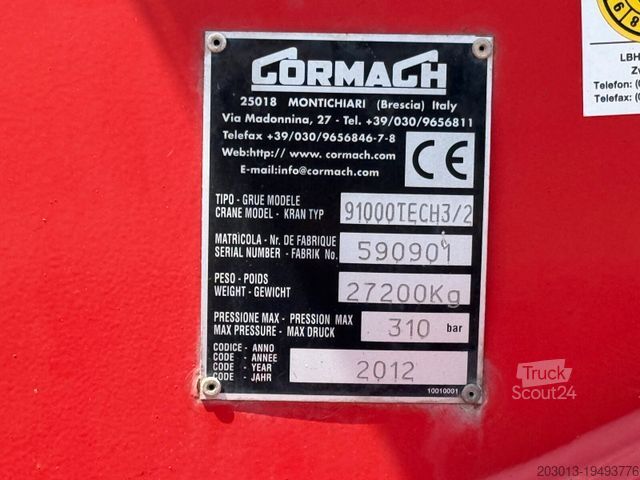 CORMACH
25018 MONTICHIARI (Brescia) Italy
Via Madonnina, 27 - Tel. +39/030/9656811
Telefax +39/030/9656846-7-8
Web:http// www. cormach.com
E-mail:info@cormach.com
CE
TIPO - GRUE MODELE
CRANE MODEL - KRAN TYP
91000TECH3/2
MATRICOLA - Nr. DE FABRIQUE
SERIAL NUMBER - FABRIK No.
590901
PESO - POIDS
WEIGHT - GEWICHT
27200Kg
PRESSIONE MAX - PRESSION MAX
MAX PRESSURE - MAX DRUCK
310 bar
CODICE - ANNO
CODE - ANNEE
CODE - YEAR
CODE - JAHR
2012
10010001
LBH
Telefon: (
Telefax: (
Truck
Scout24
203013-19493776